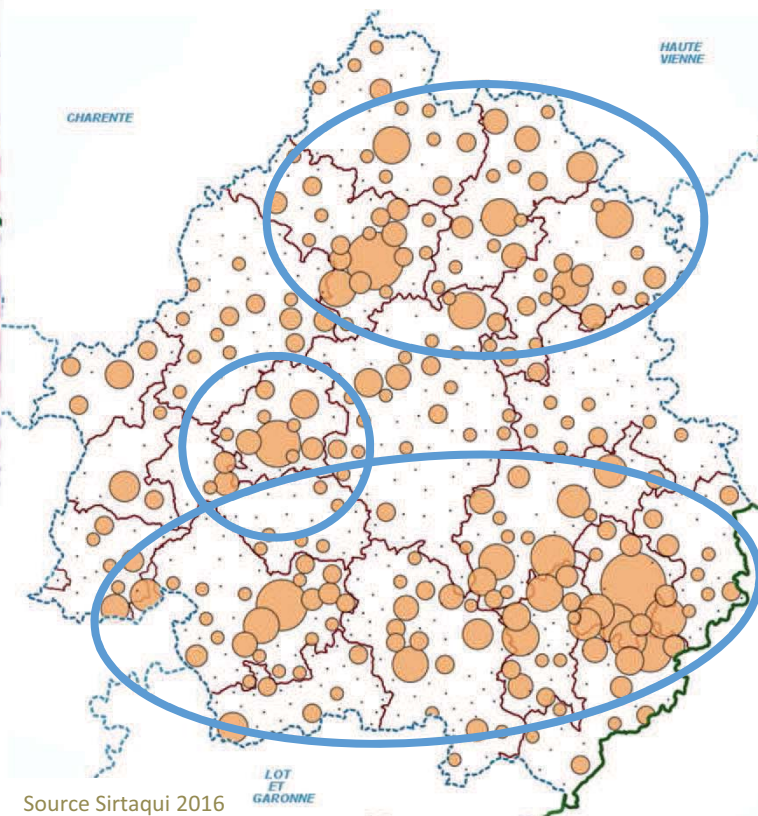 HAUTE
VIENNE
CHARENTE
LOT
ET
GARONNE
Source Sirtaqui 2016